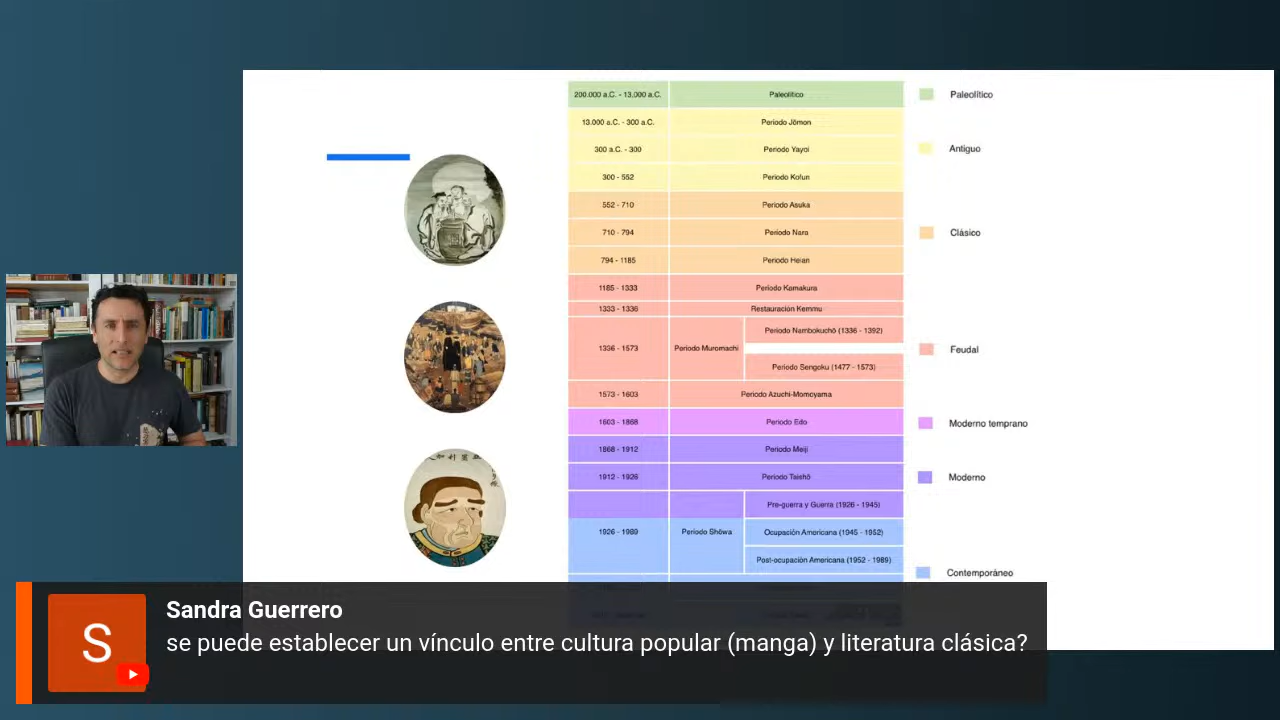 200.000 a.C. - 13.000 a.C. Paleolítico
13.000 a.C. - 300 a.C. Periodo Jōmon
300 a.C. - 300 Periodo Yayoi
300 - 552 Periodo Kofun
552 - 710 Periodo Asuka
710 - 794 Periodo Nara
794 - 1185 Periodo Heian
1185 - 1333 Periodo Kamakura
1333 - 1336 Restauración Kemmu
1336 - 1573 Periodo Muromachi
Periodo Nambokuchō (1336 - 1392)
Periodo Sengoku (1477 - 1573)
1573 - 1603 Periodo Azuchi-Momoyama
1603 - 1868 Periodo Edo
1868 - 1912 Periodo Meiji
1912 - 1926 Periodo Taishō
1926 - 1989 Periodo Shōwa
Pre-guerra y Guerra (1926 - 1945)
Ocupación Americana (1945 - 1952)
Post-ocupación Americana (1952 - 1989)
Paleolítico
Antiguo
Clásico
Feudal
Moderno temprano
Moderno
Contemporáneo
S
Sandra Guerrero
se puede establecer un vínculo entre cultura popular (manga) y literatura clásica?